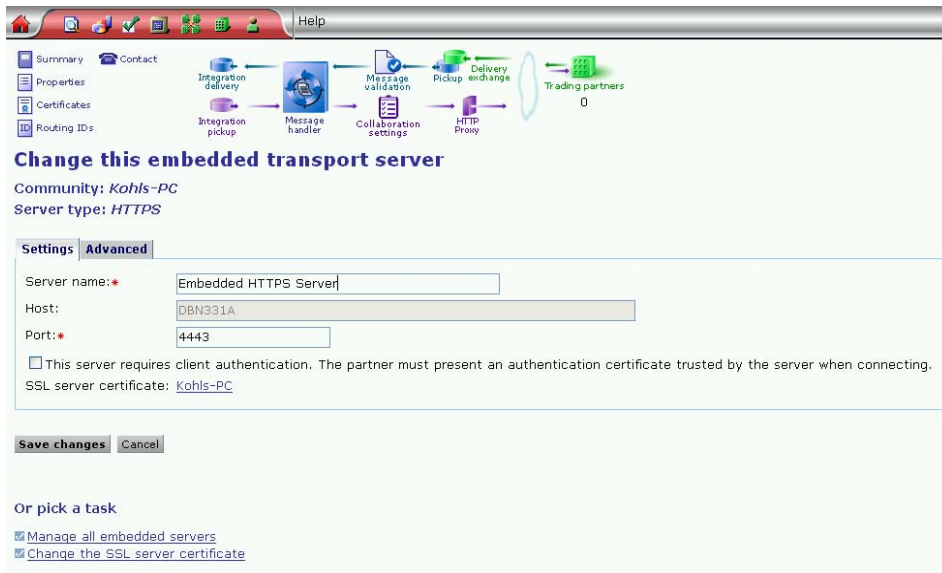 Help
Summary Contact
Properties
Certificates
ID Routing IDs
Integration delivery
Message validation
Pickup
Delivery exchange
Trading partners
0
Integration pickup
Message handler
Collaboration settings
HTTP Proxy
Change this embedded transport server
Community: Kohls-PC
Server type: HTTPS
Settings Advanced
Server name:* Embedded HTTPS Server
Host: DBN331A
Port:* 4443
This server requires client authentication. The partner must present an authentication certificate trusted by the server when connecting.
SSL server certificate: Kohls-PC
Save changes Cancel
Or pick a task
Manage all embedded servers
Change the SSL server certificate